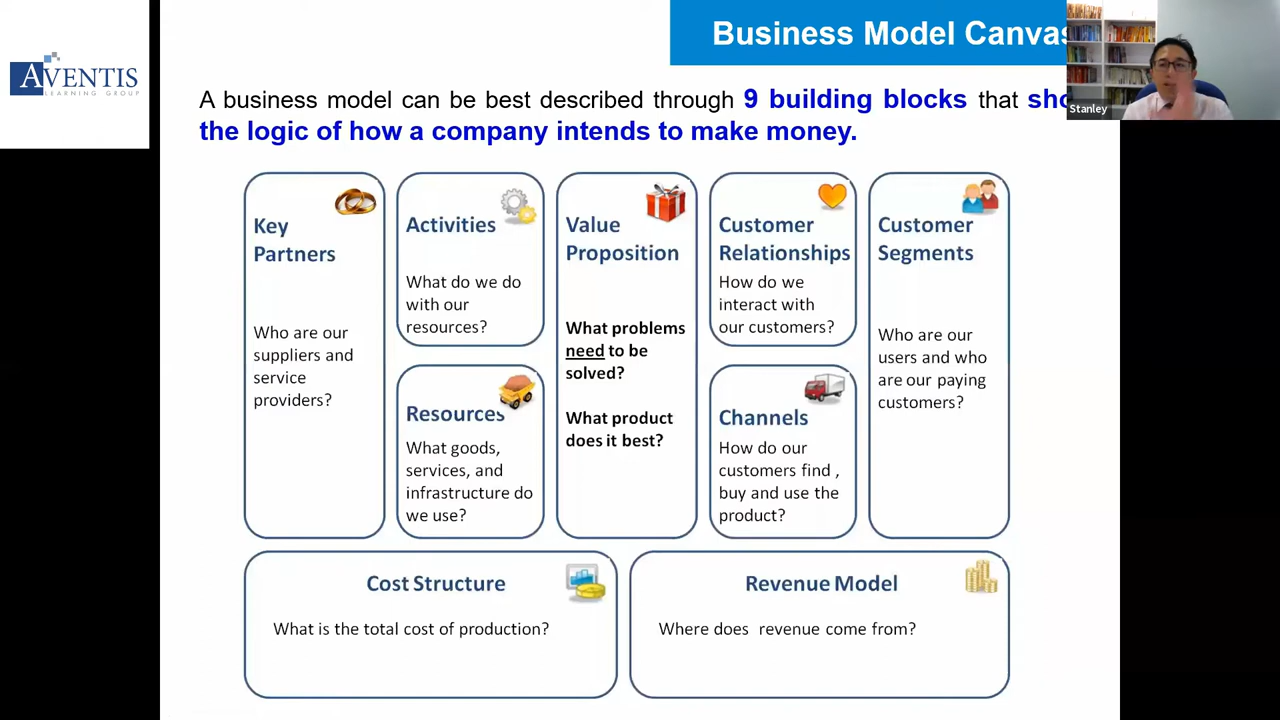 Business Model Canvas
AVENTIS
LEARNING GROUP
Stanley
A business model can be best described through 9 building blocks that
the logic of how a company intends to make money.
Key
Partners
Who are our
suppliers and
service
providers?
Activities
What do we do
with our
resources?
Resources
What goods,
services, and
infrastructure do
we use?
Value
Proposition
What problems
need to be
solved?
What product
does it best?
Customer
Relationships
How do we
interact with
our customers?
Channels
How do our
customers find ,
buy and use the
product?
Customer
Segments
Who are our
users and who
are our paying
customers?
Cost Structure
What is the total cost of production?
Revenue Model
Where does revenue come from?